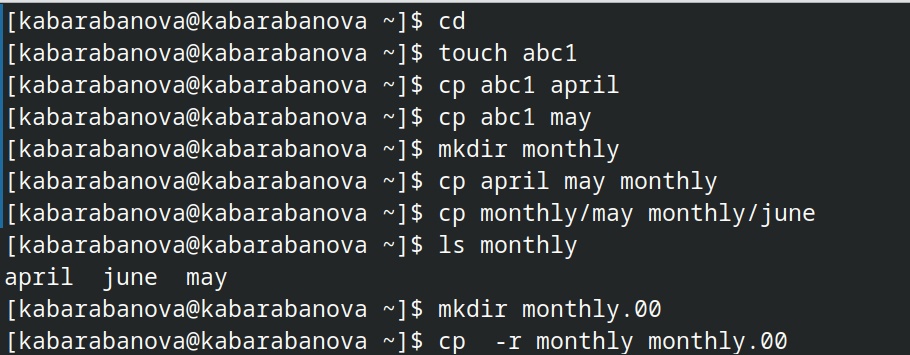 [kabarabanova@kabarabanova ~]$ cd
[kabarabanova@kabarabanova ~]$ touch abc1
[kabarabanova@kabarabanova ~]$ cp abc1 april
[kabarabanova@kabarabanova ~]$ cp abc1 may
[kabarabanova@kabarabanova ~]$ mkdir monthly
[kabarabanova@kabarabanova ~]$ cp april may monthly
[kabarabanova@kabarabanova ~]$ cp monthly/may monthly/june
[kabarabanova@kabarabanova ~]$ ls monthly
april  june  may
[kabarabanova@kabarabanova ~]$ mkdir monthly.00
[kabarabanova@kabarabanova ~]$ cp  -r monthly monthly.00